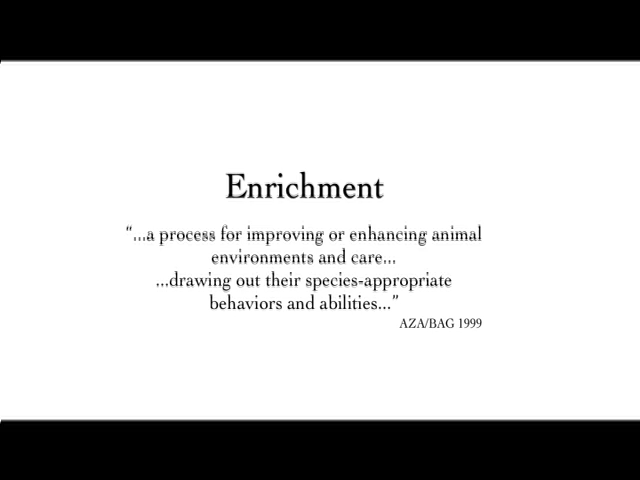 Enrichment
“...a process for improving or enhancing animal
environments and care...
...drawing out their species-appropriate
behaviors and abilities...”
AZA/BAG 1999